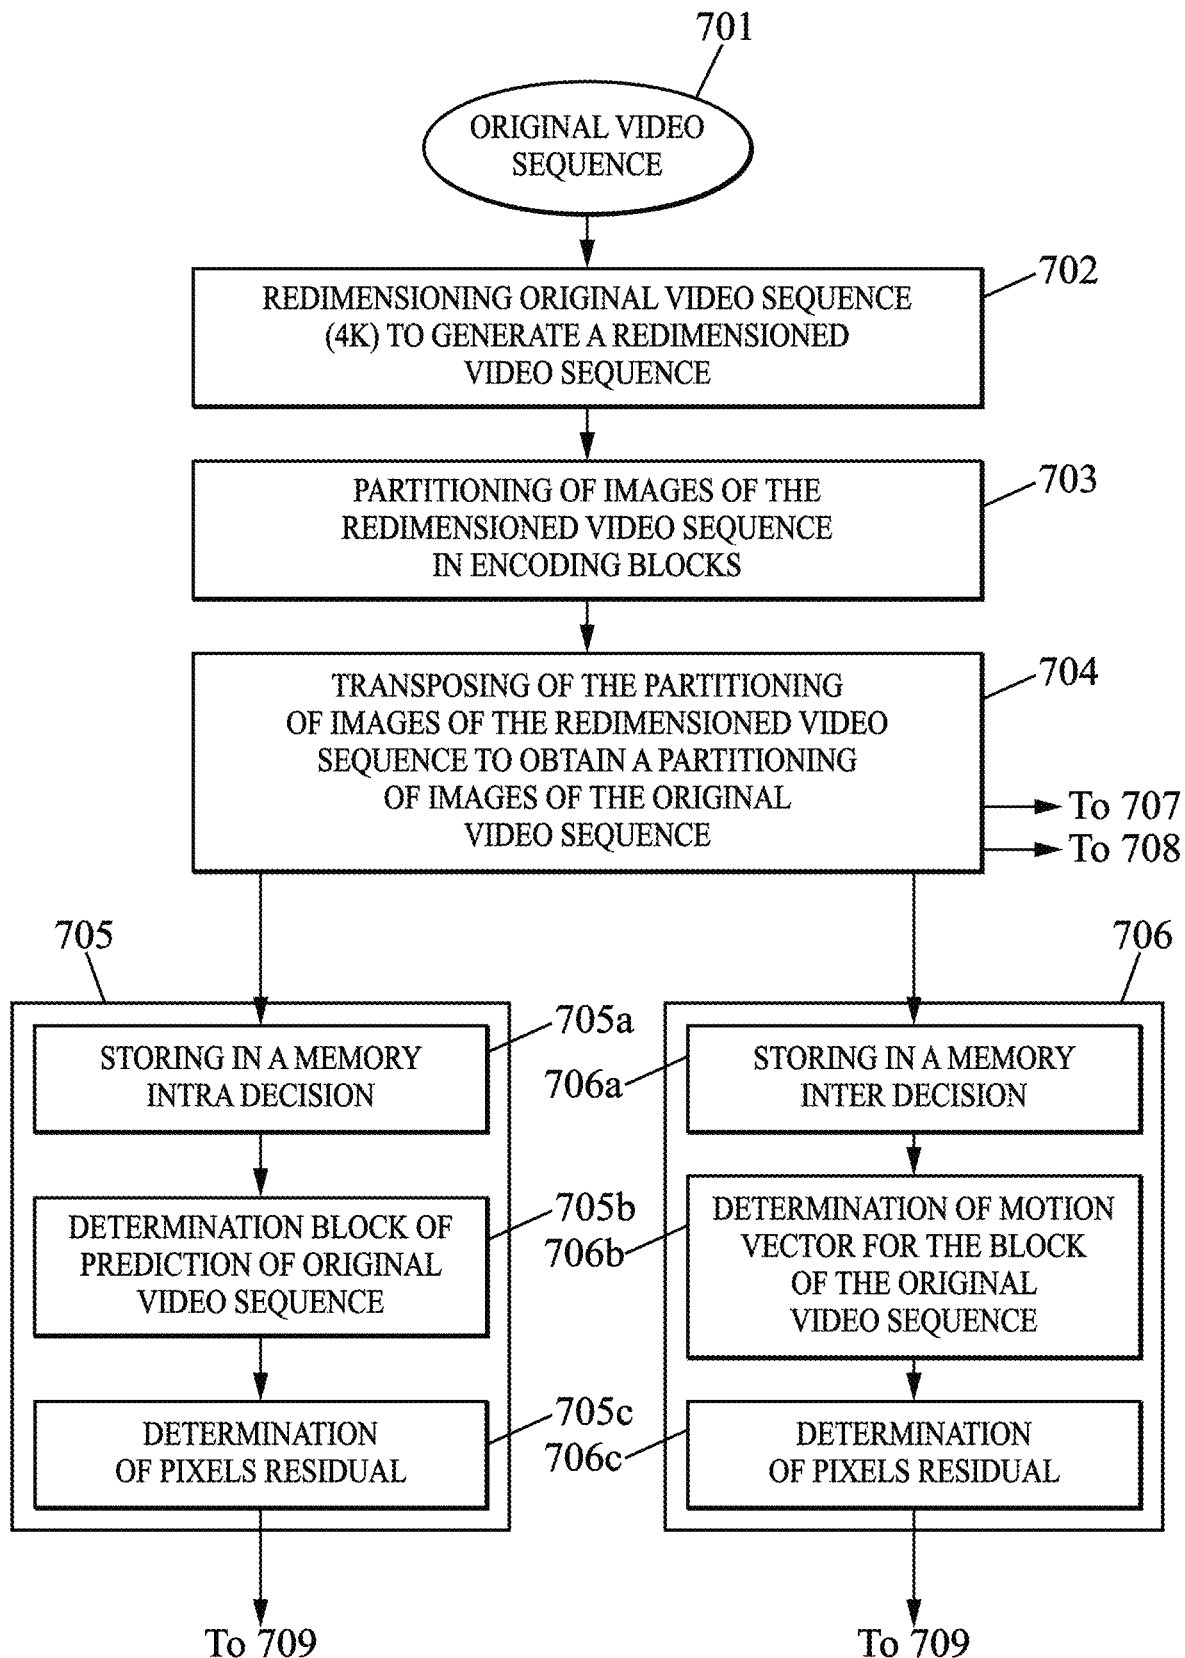 701
ORIGINAL VIDEO
SEQUENCE
702
REDIMENSIONING ORIGINAL VIDEO SEQUENCE
(4K) TO GENERATE A REDIMENSIONED
VIDEO SEQUENCE
703
PARTITIONING OF IMAGES OF THE
REDIMENSIONED VIDEO SEQUENCE
IN ENCODING BLOCKS
704
TRANSPOSING OF THE PARTITIONING
OF IMAGES OF THE REDIMENSIONED VIDEO
SEQUENCE TO OBTAIN A PARTITIONING
OF IMAGES OF THE ORIGINAL
VIDEO SEQUENCE
To 707
To 708
705
705a
STORING IN A MEMORY
INTRA DECISION
705b
DETERMINATION BLOCK OF
PREDICTION OF ORIGINAL
VIDEO SEQUENCE
705c
DETERMINATION
OF PIXELS RESIDUAL
To 709
706
706a
STORING IN A MEMORY
INTER DECISION
706b
DETERMINATION OF MOTION
VECTOR FOR THE BLOCK
OF THE ORIGINAL
VIDEO SEQUENCE
706c
DETERMINATION
OF PIXELS RESIDUAL
To 709